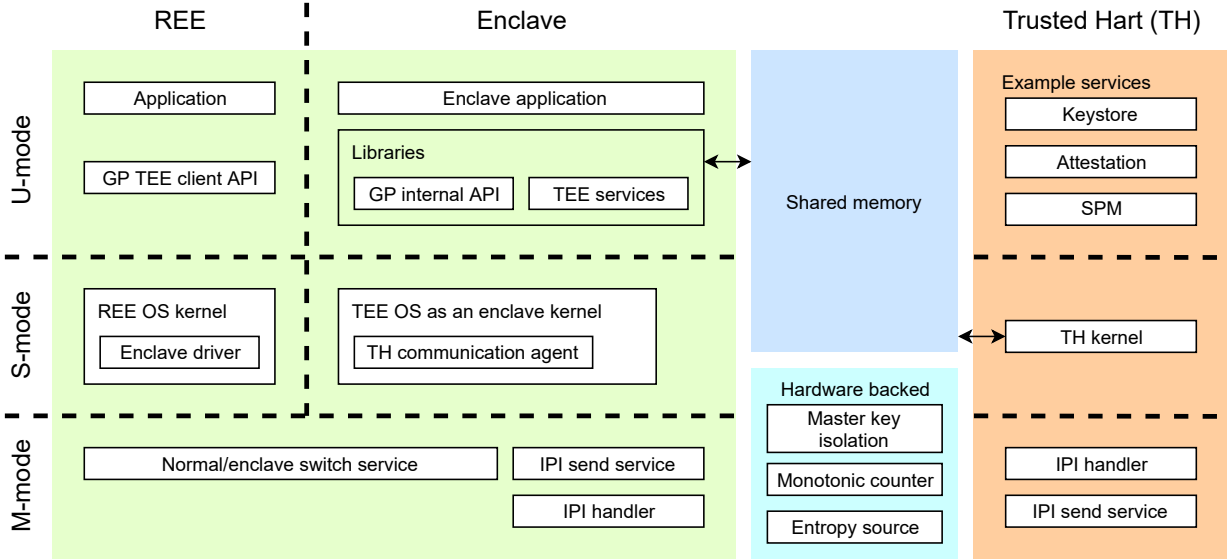 REE
Enclave
Trusted Hart (TH)
U-mode
Application
Enclave application
Example services
Keystore
Libraries
GP TEE client API
GP internal API
TEE services
Shared memory
Attestation
SPM
S-mode
REE OS kernel
Enclave driver
TEE OS as an enclave kernel
TH communication agent
TH kernel
Hardware backed
Master key
isolation
Monotonic counter
Entropy source
M-mode
Normal/enclave switch service
IPI send service
IPI handler
IPI handler
IPI send service